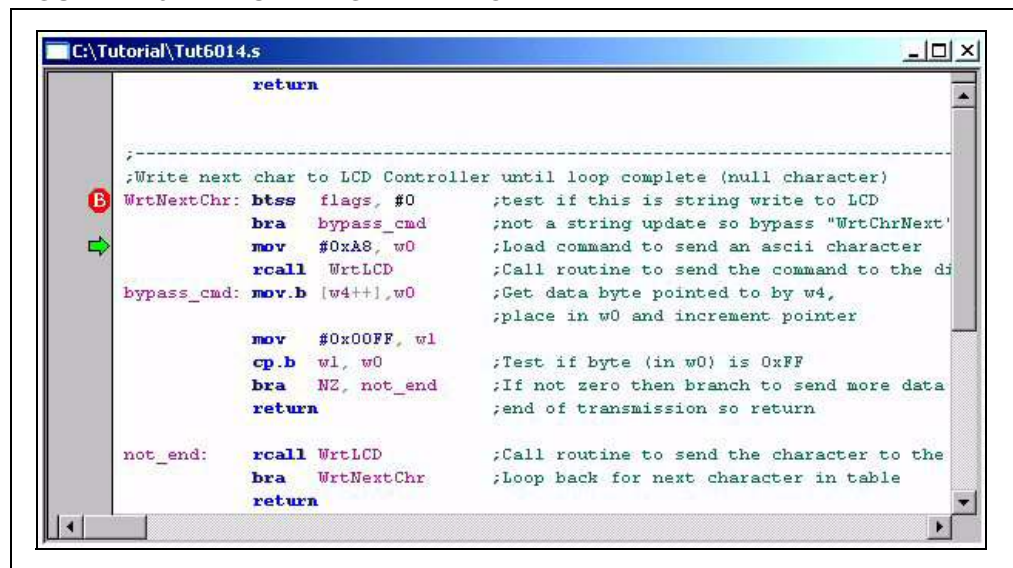 C:\Tutorial\Tut6014.s
return
;--------------------------------------------------------------------------
;Write next char to LCD Controller until loop complete (null character)
B WrtNextChr: btss flags, #0 ;test if this is string write to LCD
bra bypass_cmd ;not a string update so bypass "WrtChrNext'
mov #0xA8, w0 ;Load command to send an ascii character
rcall WrtLCD ;Call routine to send the command to the di
bypass_cmd: mov.b [w4++],w0 ;Get data byte pointed to by w4,
;place in w0 and increment pointer
mov #0x00FF, w1
cp.b w1, w0 ;Test if byte (in w0) is 0xFF
bra NZ, not_end ;If not zero then branch to send more data
return ;end of transmission so return
not_end: rcall WrtLCD ;Call routine to send the character to the
bra WrtNextChr ;Loop back for next character in table
return